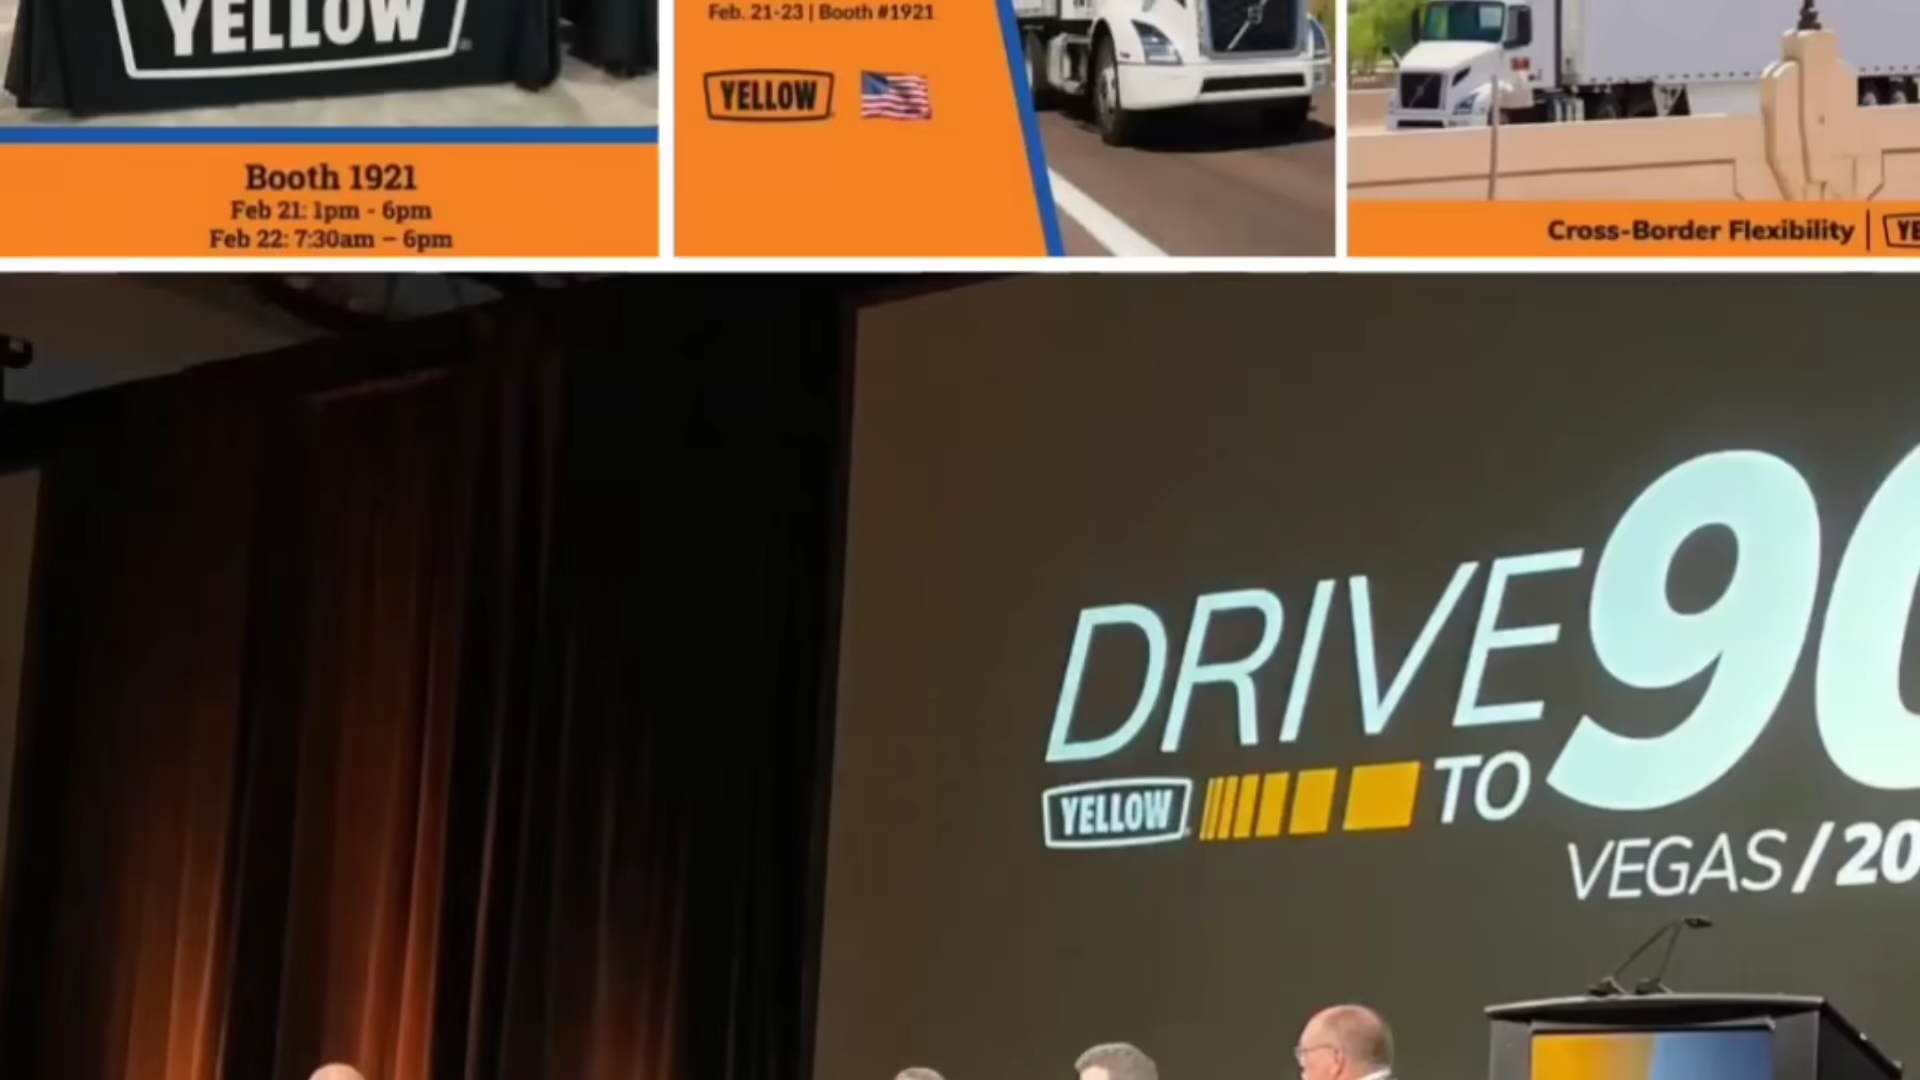 YELLOW
Booth 1921
Feb 21: 1pm - 6pm
Feb 22: 7:30am – 6pm
Feb. 21-23 | Booth #1921
YELLOW
Cross-Border Flexibility
DRIVE
YELLOW
TO
VEGAS /